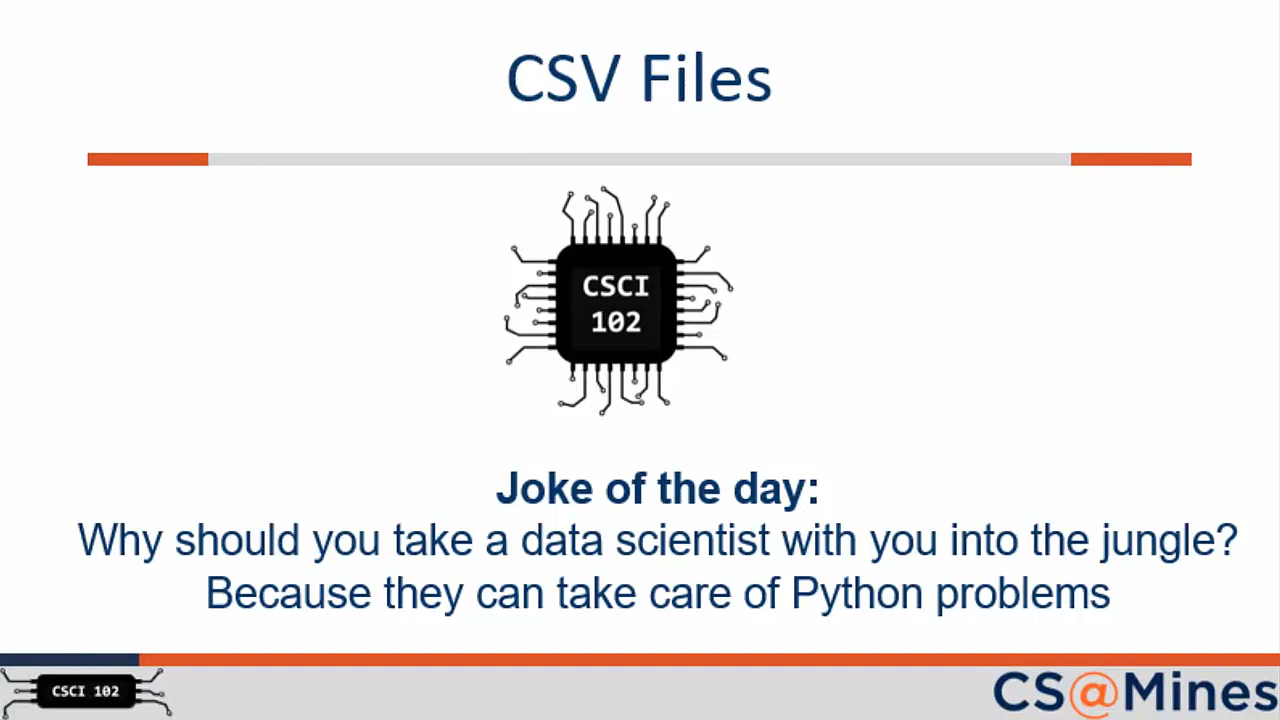 CSV Files
CSCI
102
Joke of the day:
Why should you take a data scientist with you into the jungle?
Because they can take care of Python problems
CSCI 102
CS@Mines